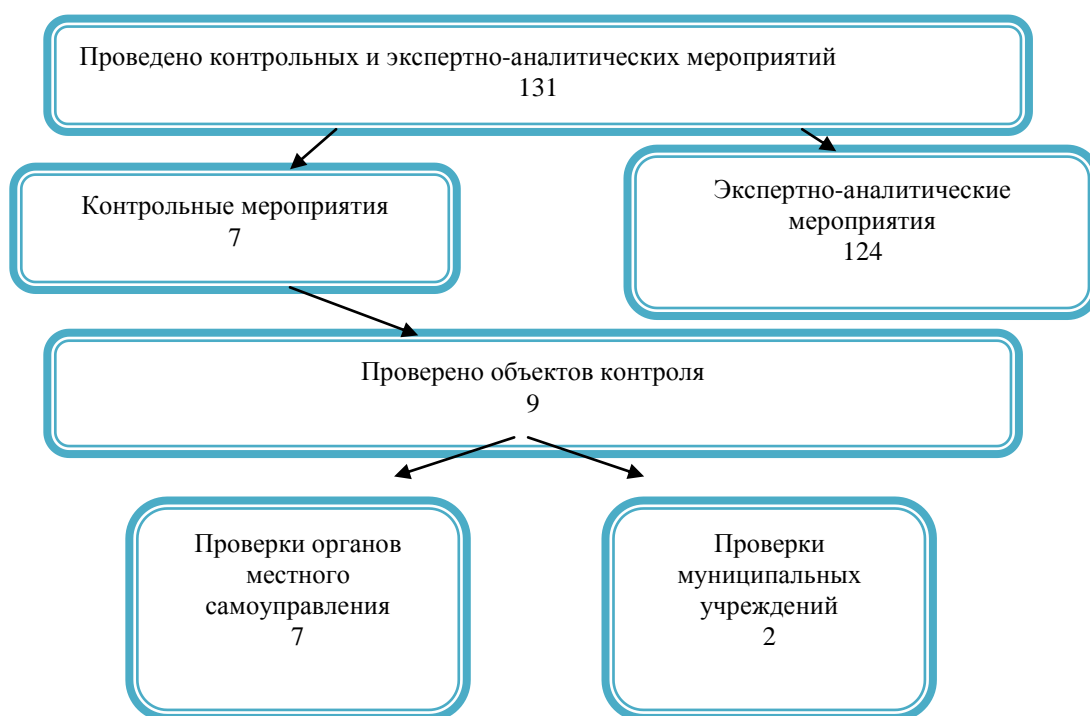 Проведено контрольных и экспертно-аналитических мероприятий
131
Контрольные мероприятия
7
Экспертно-аналитические
мероприятия
124
Проверено объектов контроля
9
Проверки органов
местного
самоуправления
7
Проверки
муниципальных
учреждений
2